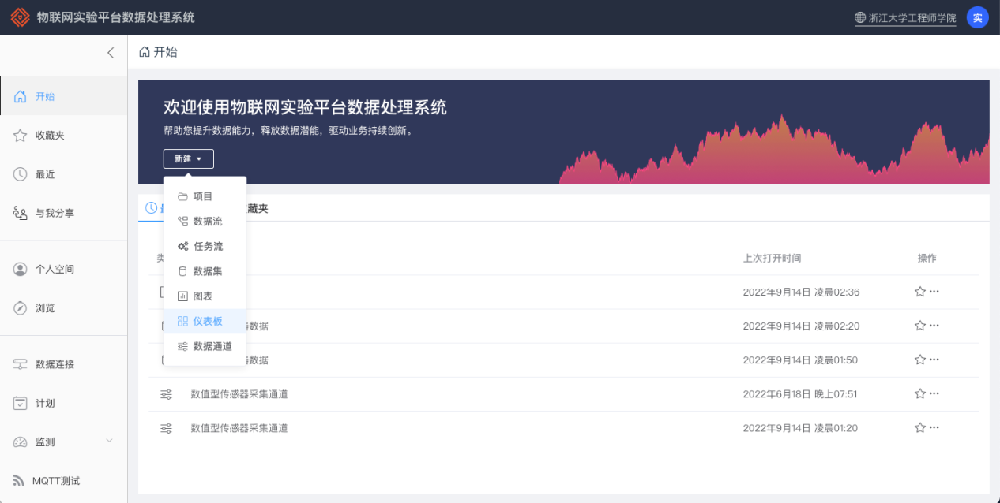 物联网实验平台数据处理系统
浙江大学工程师学院
实
开始
收藏夹
最近
与我分享
个人空间
浏览
数据连接
计划
监测
MQTT测试
开始
欢迎使用物联网实验平台数据处理系统
帮助您提升数据能力，释放数据潜能，驱动业务持续创新。
新建
项目
数据流
任务流
数据集
图表
仪表板
数据通道
藏夹
上次打开时间 操作
2022年9月14日 凌晨02:36
数据 2022年9月14日 凌晨02:20
数据 2022年9月14日 凌晨01:50
数值型传感器采集通道 2022年6月18日 晚上07:51
数值型传感器采集通道 2022年9月14日 凌晨01:20